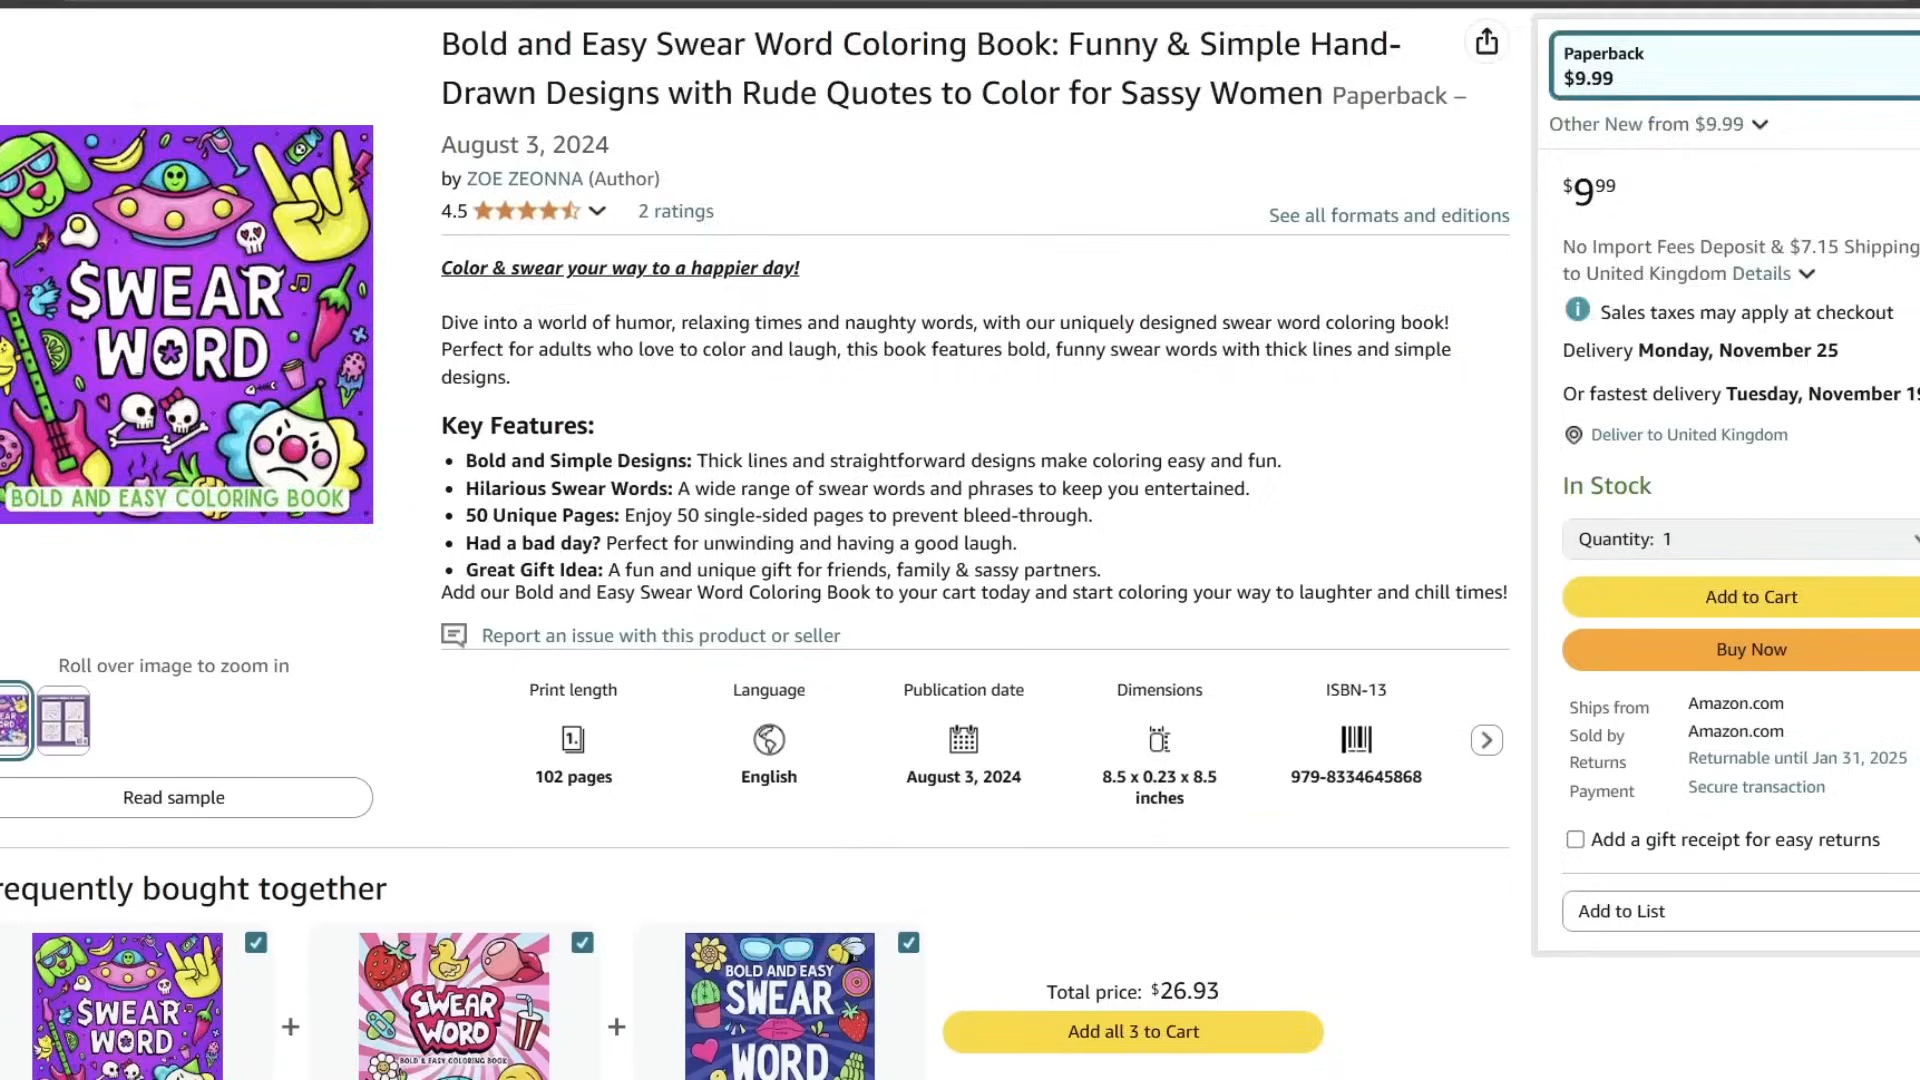 Bold and Easy Swear Word Coloring Book: Funny & Simple Hand-
Drawn Designs with Rude Quotes to Color for Sassy Women Paperback –
August 3, 2024
by ZOE ZEONNA (Author)
4.5 2 ratings
See all formats and editions
Color & swear your way to a happier day!
Dive into a world of humor, relaxing times and naughty words, with our uniquely designed swear word coloring book!
Perfect for adults who love to color and laugh, this book features bold, funny swear words with thick lines and simple
designs.
Key Features:
• Bold and Simple Designs: Thick lines and straightforward designs make coloring easy and fun.
• Hilarious Swear Words: A wide range of swear words and phrases to keep you entertained.
• 50 Unique Pages: Enjoy 50 single-sided pages to prevent bleed-through.
• Had a bad day? Perfect for unwinding and having a good laugh.
• Great Gift Idea: A fun and unique gift for friends, family & sassy partners.
Add our Bold and Easy Swear Word Coloring Book to your cart today and start coloring your way to laughter and chill times!
Report an issue with this product or seller
Print length
1.
102 pages
Language
English
Publication date
August 3, 2024
Dimensions
8.5 x 0.23 x 8.5
inches
ISBN-13
979-8334645868
$WEAR
WORD
BOLD AND EASY COLORING BOOK
Roll over image to zoom in
Read sample
Paperback
$9.99
Other New from $9.99
$999
No Import Fees Deposit & $7.15 Shipping
to United Kingdom Details
Sales taxes may apply at checkout
Delivery Monday, November 25
Or fastest delivery Tuesday, November 19
Deliver to United Kingdom
In Stock
Quantity: 1
Add to Cart
Buy Now
Ships from Amazon.com
Sold by Amazon.com
Returns Returnable until Jan 31, 2025
Payment Secure transaction
Add a gift receipt for easy returns
Add to List
requently bought together
$WEAR
WORD
+
SWEAR
WORD
BOLD & EASY COLORING BOOK
+
BOLD AND EASY
SWEAR
WORD
Total price: $26.93
Add all 3 to Cart